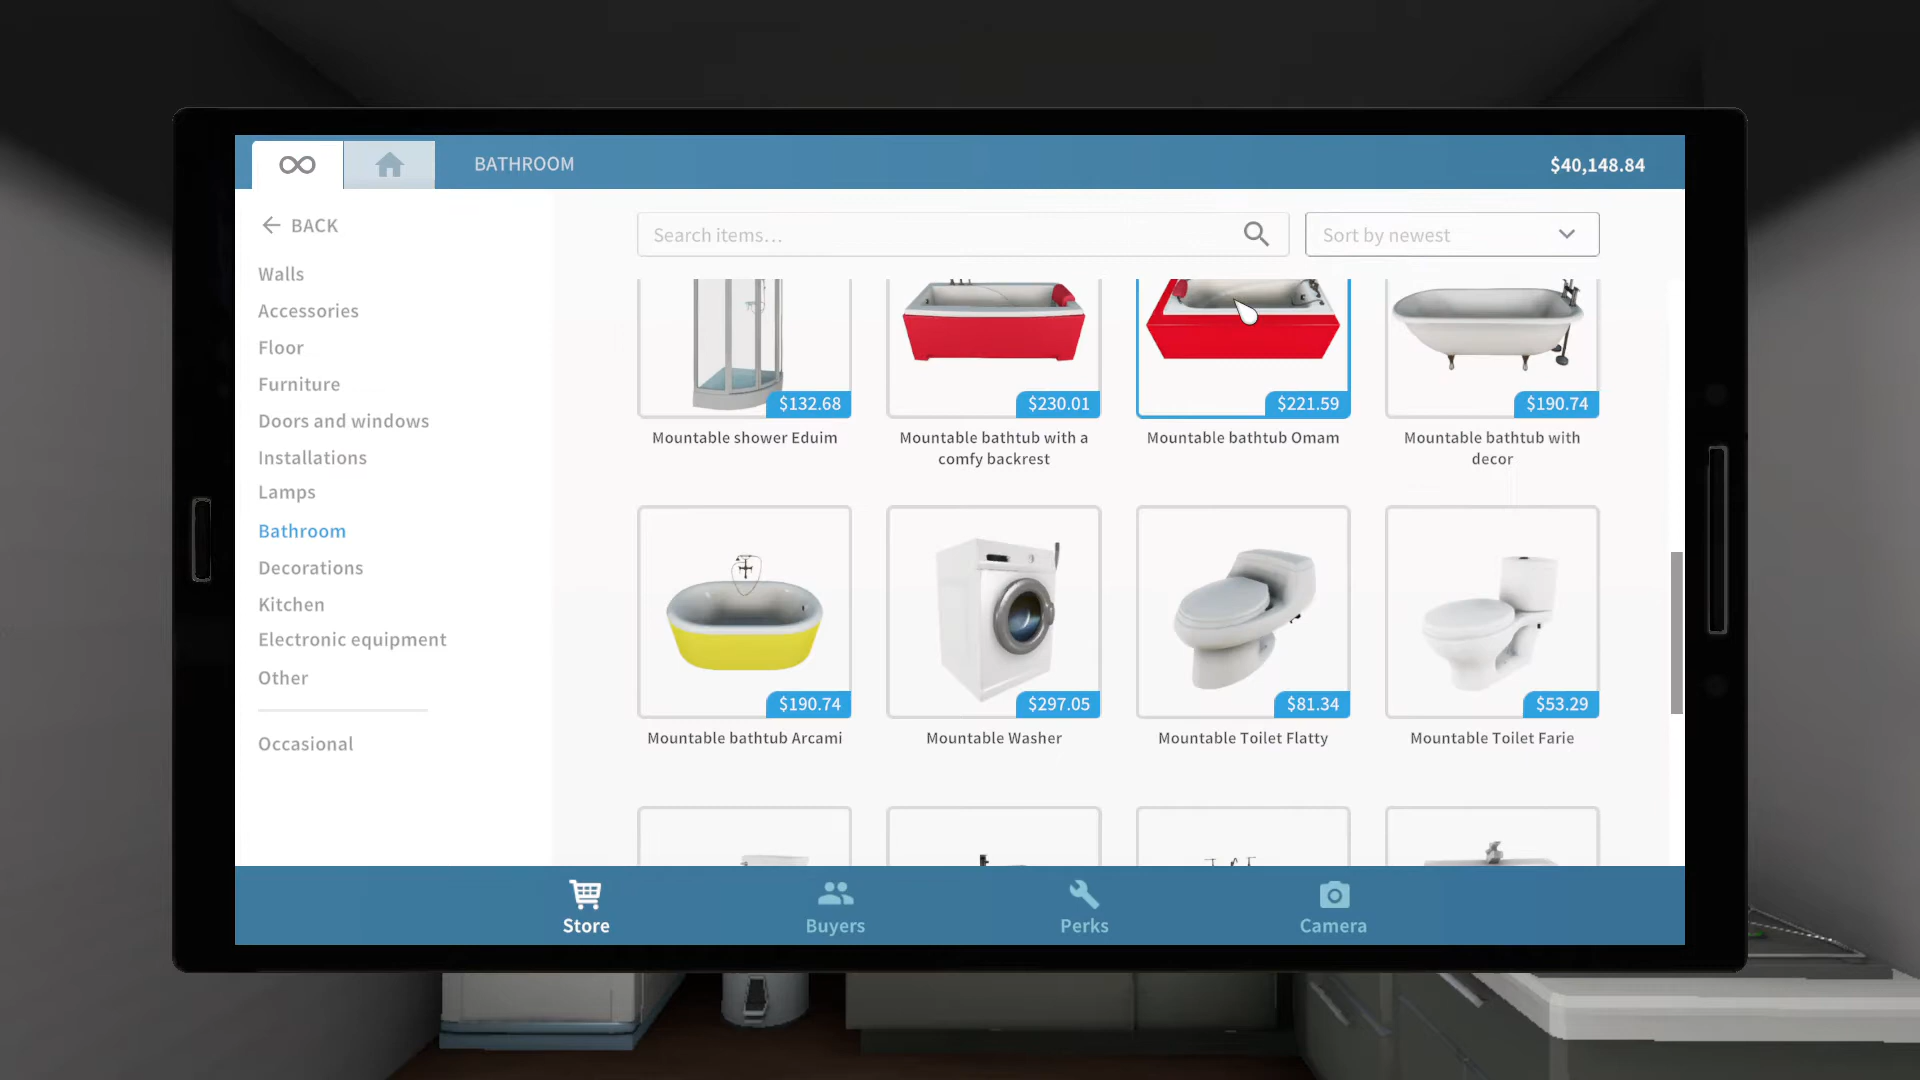 BATHROOM
$40,148.84
BACK
Search items...
Sort by newest
Walls
Accessories
Floor
Furniture
Doors and windows
Installations
Lamps
Bathroom
Decorations
Kitchen
Electronic equipment
Other
Occasional
$132.68
$230.01
$221.59
$190.74
Mountable shower Eduim
Mountable bathtub with a
comfy backrest
Mountable bathtub Omam
Mountable bathtub with
decor
$190.74
$297.05
$81.34
$53.29
Mountable bathtub Arcami
Mountable Washer
Mountable Toilet Flatty
Mountable Toilet Farie
Store
Buyers
Perks
Camera